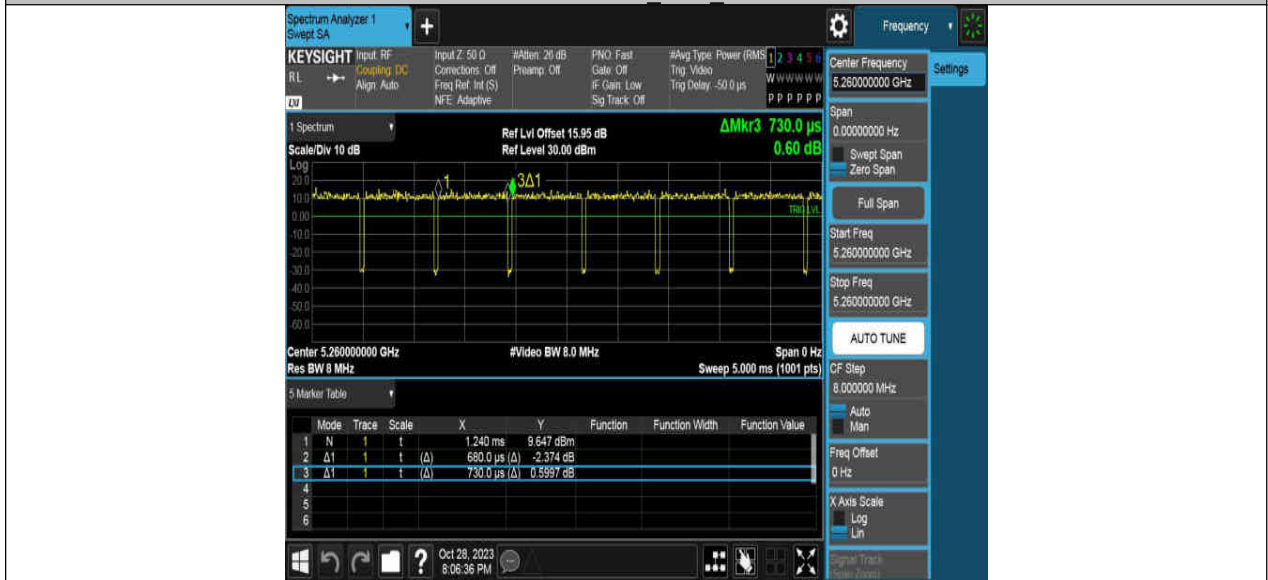 Spectrum Analyzer 1
Swept SA
+
Frequency
KEYSIGHT
RL
LXI
Input: RF
Coupling: DC
Align: Auto
Input Z: 50 Ω
Corrections: Off
Freq Ref: Int (S)
NFE: Adaptive
#Atten: 26 dB
Preamp: Off
PNO: Fast
Gate: Off
IF Gain: Low
Sig Track: Off
#Avg Type: Power (RMS
Trig: Video
Trig Delay: -50.0 µs
1 2 3 4 5 6
W W W W W W
P P P P P P
Center Frequency
5.260000000 GHz
Settings
1 Spectrum
Scale/Div 10 dB
Ref Lvl Offset 15.95 dB
Ref Level 30.00 dBm
ΔMkr3 730.0 µs
0.60 dB
Span
0.00000000 Hz
Swept Span
Zero Span
Full Span
Start Freq
5.260000000 GHz
Stop Freq
5.260000000 GHz
AUTO TUNE
CF Step
8.000000 MHz
Auto
Man
Freq Offset
0 Hz
X Axis Scale
Log
Lin
Signal Track
(Span Zoom)
Log
20.0
10.0
0.00
-10.0
-20.0
-30.0
-40.0
-50.0
-60.0
1
3Δ1
TRIG LVL
Center 5.260000000 GHz
Res BW 8 MHz
#Video BW 8.0 MHz
Span 0 Hz
Sweep 5.000 ms (1001 pts)
5 Marker Table
Mode Trace Scale X Y Function Function Width Function Value
1 N 1 t 1.240 ms 9.647 dBm
2 Δ1 1 t (Δ) 680.0 µs (Δ) -2.374 dB
3 Δ1 1 t (Δ) 730.0 µs (Δ) 0.5997 dB
4
5
6
?
Oct 28, 2023
8:06:36 PM